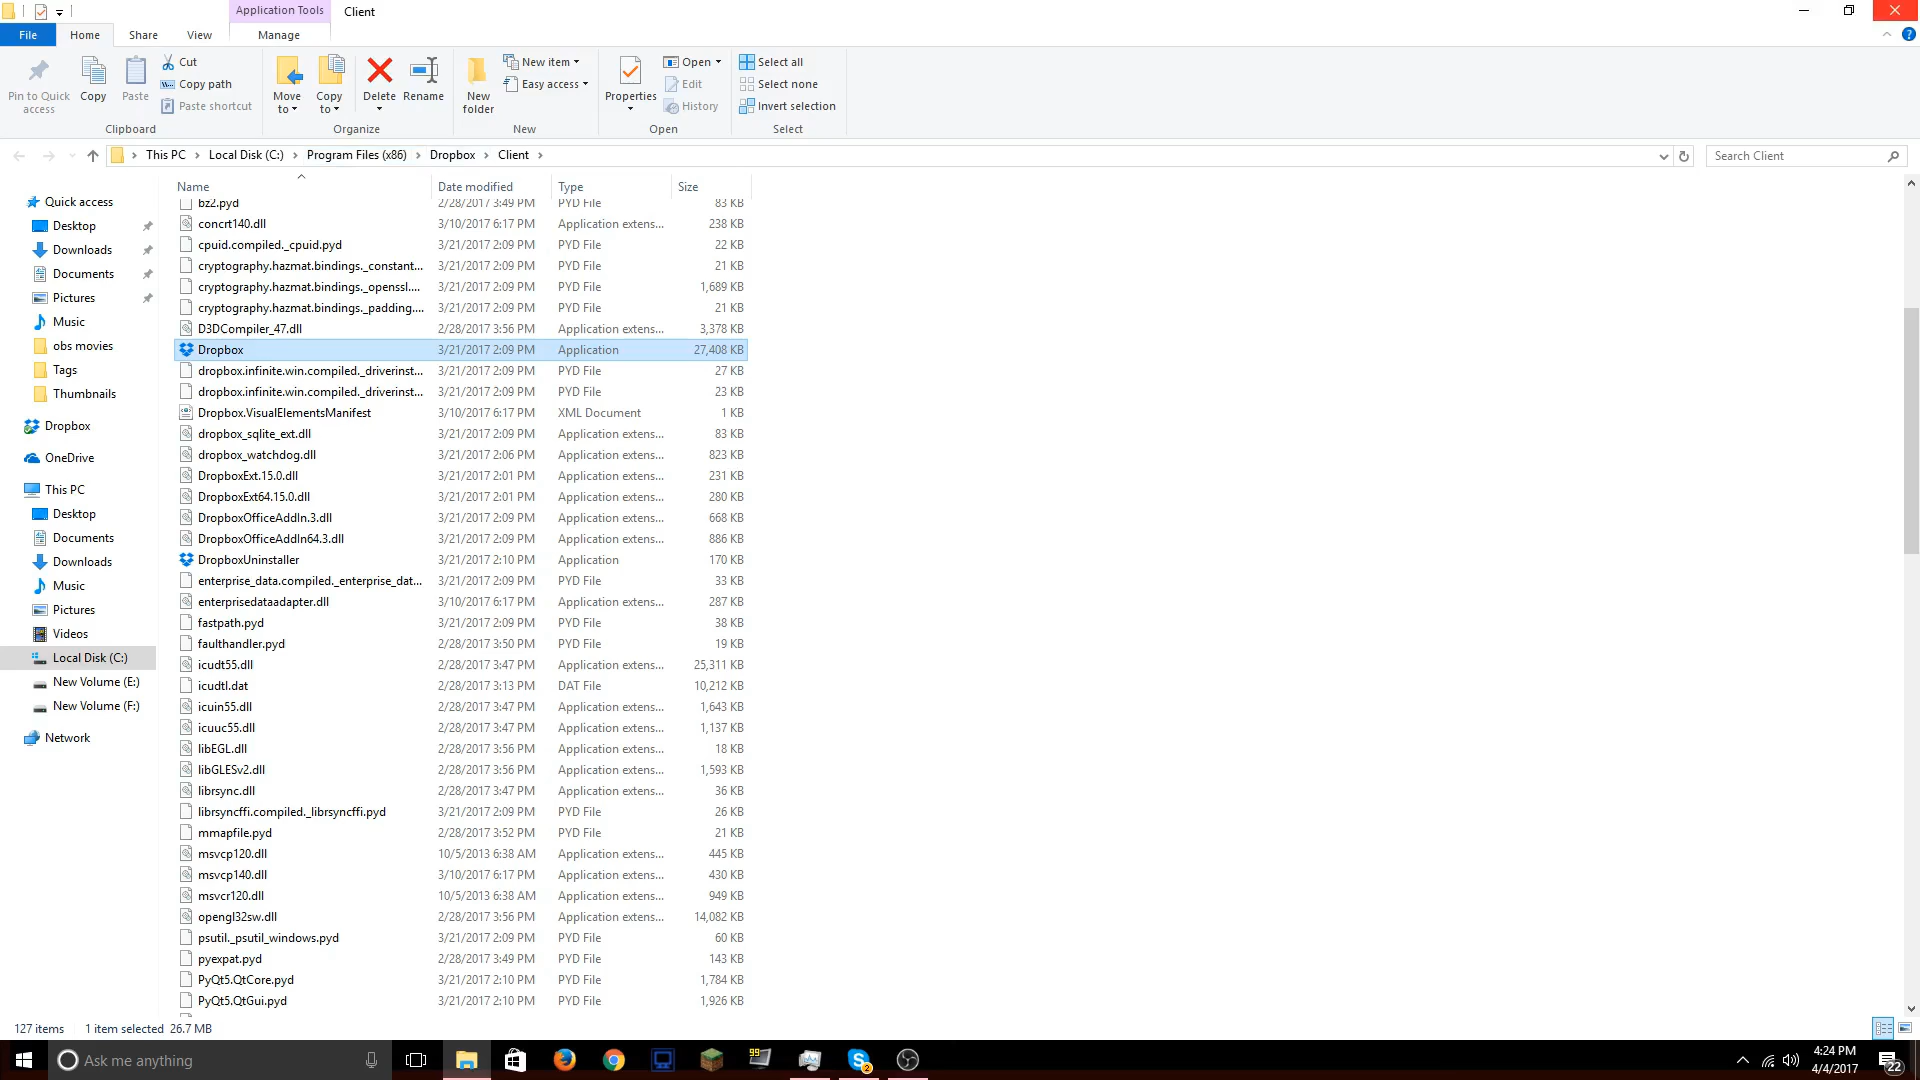 Application Tools
Client
File
Home
Share
View
Manage
Pin to Quick access
Copy
Paste
Cut
Copy path
Paste shortcut
Clipboard
Move to
Copy to
Delete
Rename
Organize
New folder
New item
Easy access
New
Properties
Open
Edit
History
Open
Select all
Select none
Invert selection
Select
This PC
Local Disk (C:)
Program Files (x86)
Dropbox
Client
Search Client
Quick access
Desktop
Downloads
Documents
Pictures
Music
obs movies
Tags
Thumbnails
Dropbox
OneDrive
This PC
Desktop
Documents
Downloads
Music
Pictures
Videos
Local Disk (C:)
New Volume (E:)
New Volume (F:)
Network
Name Date modified Type Size
bz2.pyd 2/28/2017 3:49 PM PYD File 83 KB
concrt140.dll 3/10/2017 6:17 PM Application extens... 238 KB
cpuid.compiled._cpuid.pyd 3/21/2017 2:09 PM PYD File 22 KB
cryptography.hazmat.bindings._constant... 3/21/2017 2:09 PM PYD File 21 KB
cryptography.hazmat.bindings._openssl.... 3/21/2017 2:09 PM PYD File 1,689 KB
cryptography.hazmat.bindings._padding.... 3/21/2017 2:09 PM PYD File 21 KB
D3DCompiler_47.dll 2/28/2017 3:56 PM Application extens... 3,378 KB
Dropbox 3/21/2017 2:09 PM Application 27,408 KB
dropbox.infinite.win.compiled._driverinst... 3/21/2017 2:09 PM PYD File 27 KB
dropbox.infinite.win.compiled._driverinst... 3/21/2017 2:09 PM PYD File 23 KB
Dropbox.VisualElementsManifest 3/10/2017 6:17 PM XML Document 1 KB
dropbox_sqlite_ext.dll 3/21/2017 2:09 PM Application extens... 83 KB
dropbox_watchdog.dll 3/21/2017 2:06 PM Application extens... 823 KB
DropboxExt.15.0.dll 3/21/2017 2:01 PM Application extens... 231 KB
DropboxExt64.15.0.dll 3/21/2017 2:01 PM Application extens... 280 KB
DropboxOfficeAddIn.3.dll 3/21/2017 2:09 PM Application extens... 668 KB
DropboxOfficeAddIn64.3.dll 3/21/2017 2:09 PM Application extens... 886 KB
DropboxUninstaller 3/21/2017 2:10 PM Application 170 KB
enterprise_data.compiled._enterprise_dat... 3/21/2017 2:09 PM PYD File 33 KB
enterprisedataadapter.dll 3/10/2017 6:17 PM Application extens... 287 KB
fastpath.pyd 3/21/2017 2:09 PM PYD File 38 KB
faulthandler.pyd 2/28/2017 3:50 PM PYD File 19 KB
icudt55.dll 2/28/2017 3:47 PM Application extens... 25,311 KB
icudtl.dat 2/28/2017 3:13 PM DAT File 10,212 KB
icuin55.dll 2/28/2017 3:47 PM Application extens... 1,643 KB
icuuc55.dll 2/28/2017 3:47 PM Application extens... 1,137 KB
libEGL.dll 2/28/2017 3:56 PM Application extens... 18 KB
libGLESv2.dll 2/28/2017 3:56 PM Application extens... 1,593 KB
librsync.dll 2/28/2017 3:47 PM Application extens... 36 KB
librsyncffi.compiled._librsyncffi.pyd 3/21/2017 2:09 PM PYD File 26 KB
mmapfile.pyd 2/28/2017 3:52 PM PYD File 21 KB
msvcp120.dll 10/5/2013 6:38 AM Application extens... 445 KB
msvcp140.dll 3/10/2017 6:17 PM Application extens... 430 KB
msvcr120.dll 10/5/2013 6:38 AM Application extens... 949 KB
opengl32sw.dll 2/28/2017 3:56 PM Application extens... 14,082 KB
psutil._psutil_windows.pyd 3/21/2017 2:09 PM PYD File 60 KB
pyexpat.pyd 2/28/2017 3:49 PM PYD File 143 KB
PyQt5.QtCore.pyd 3/21/2017 2:10 PM PYD File 1,784 KB
PyQt5.QtGui.pyd 3/21/2017 2:10 PM PYD File 1,926 KB
127 items 1 item selected 26.7 MB
Ask me anything
99
2
4:24 PM
4/4/2017
22